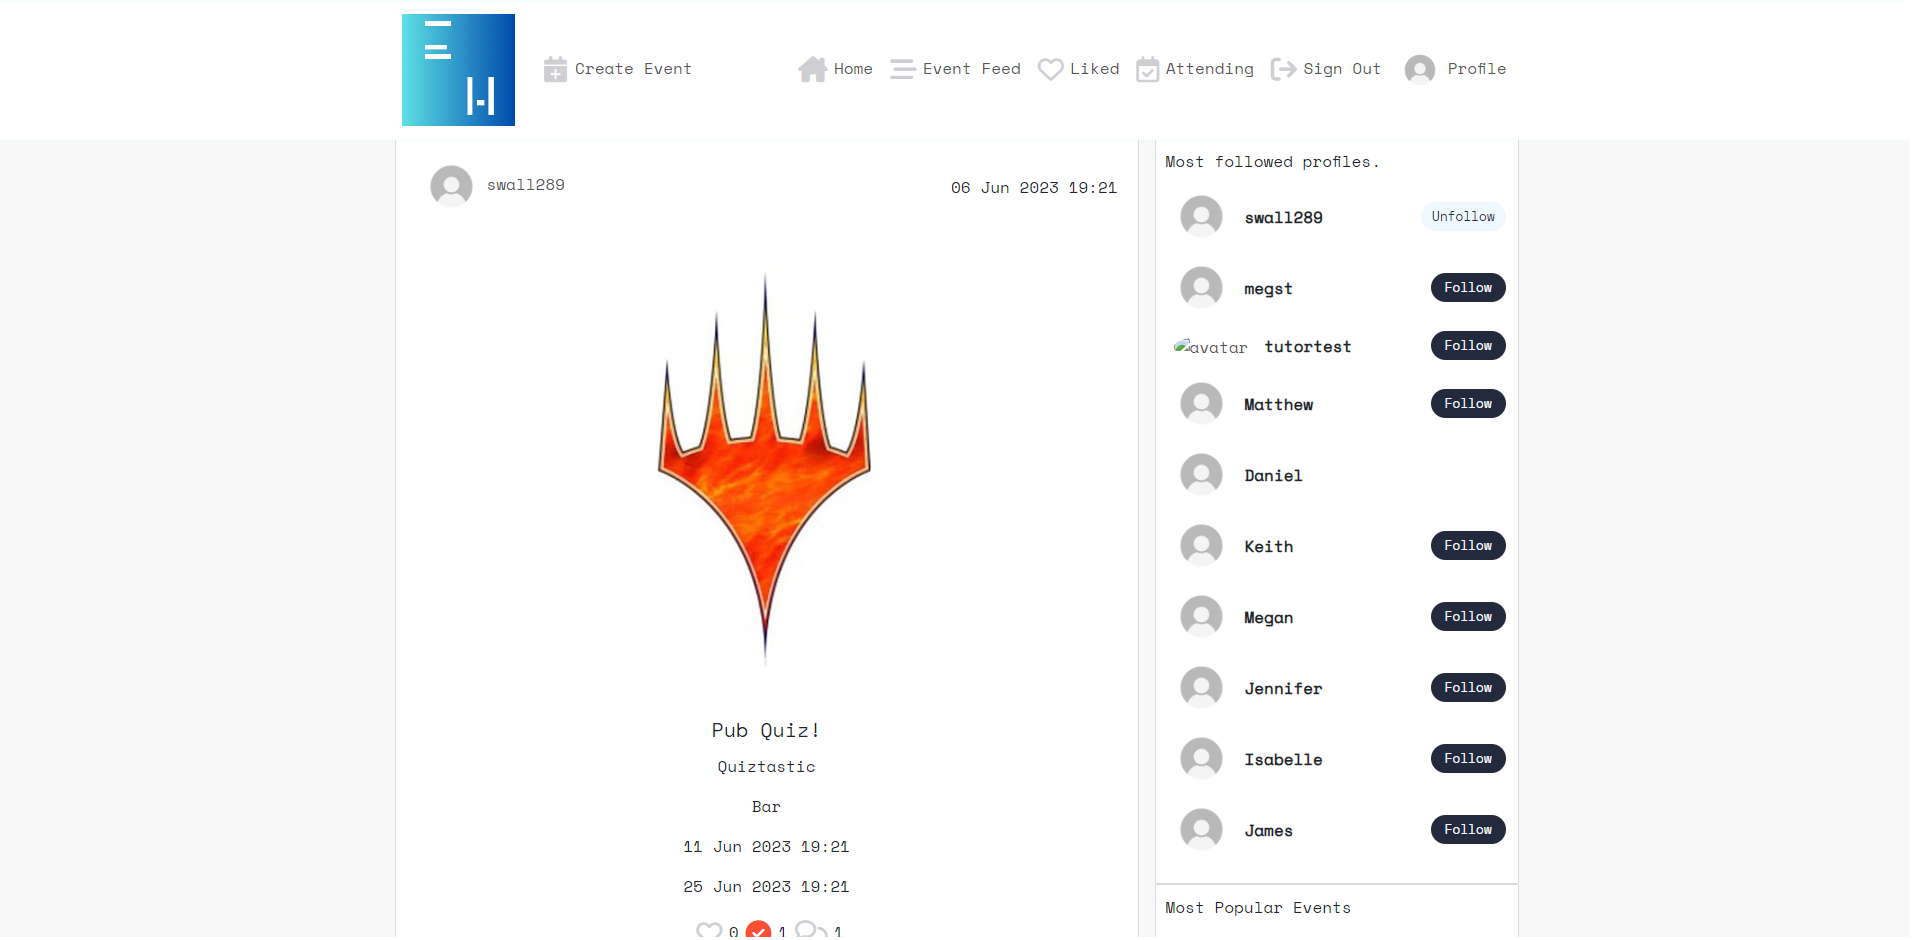 Create Event
Home
Event Feed
Liked
Attending
Sign Out
Profile
swall289
06 Jun 2023 19:21
Pub Quiz!
Quiztastic
Bar
11 Jun 2023 19:21
25 Jun 2023 19:21
0 1 1
Most followed profiles.
swall289 Unfollow
megst Follow
avatar tutortest Follow
Matthew Follow
Daniel
Keith Follow
Megan Follow
Jennifer Follow
Isabelle Follow
James Follow
Most Popular Events